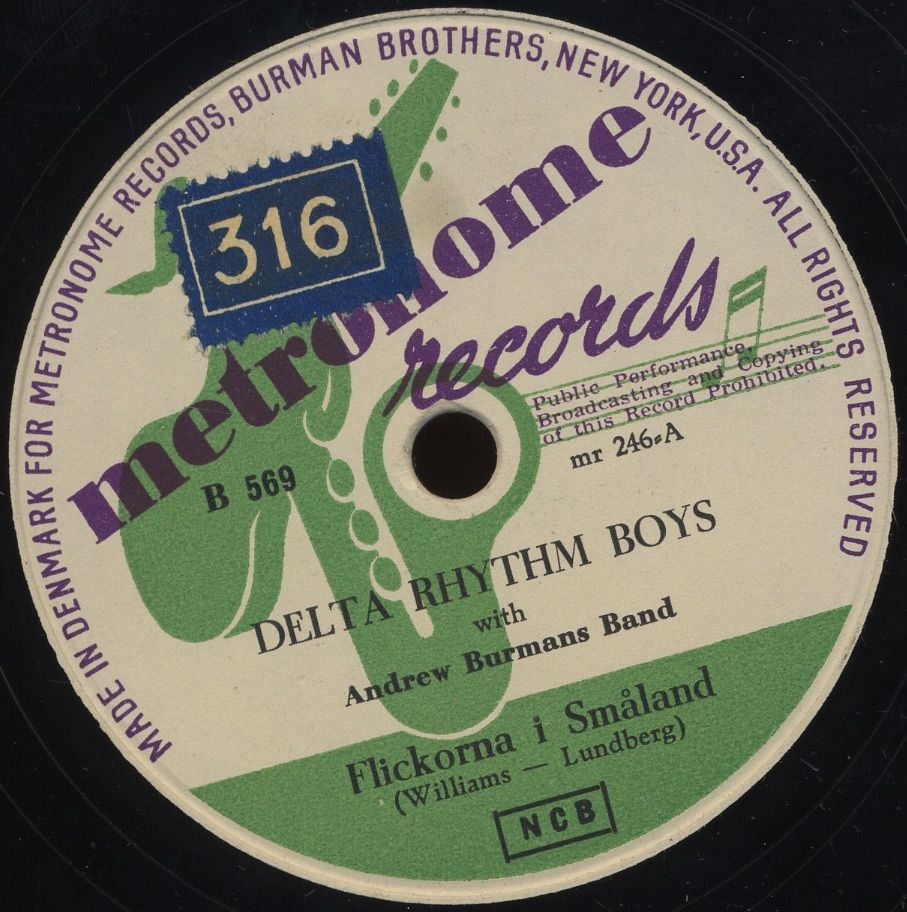 MADE IN DENMARK FOR METRONOME RECORDS, BURMAN BROTHERS, NEW YORK, U.S.A. ALL RIGHTS RESERVED
316
metronome
records
Public Performance,
Broadcasting and Copying
of this Record Prohibited.
mr 246-A
B 569
DELTA RHYTHM BOYS
with
Andrew Burmans Band
Flickorna i Småland
(Williams — Lundberg)
NCB